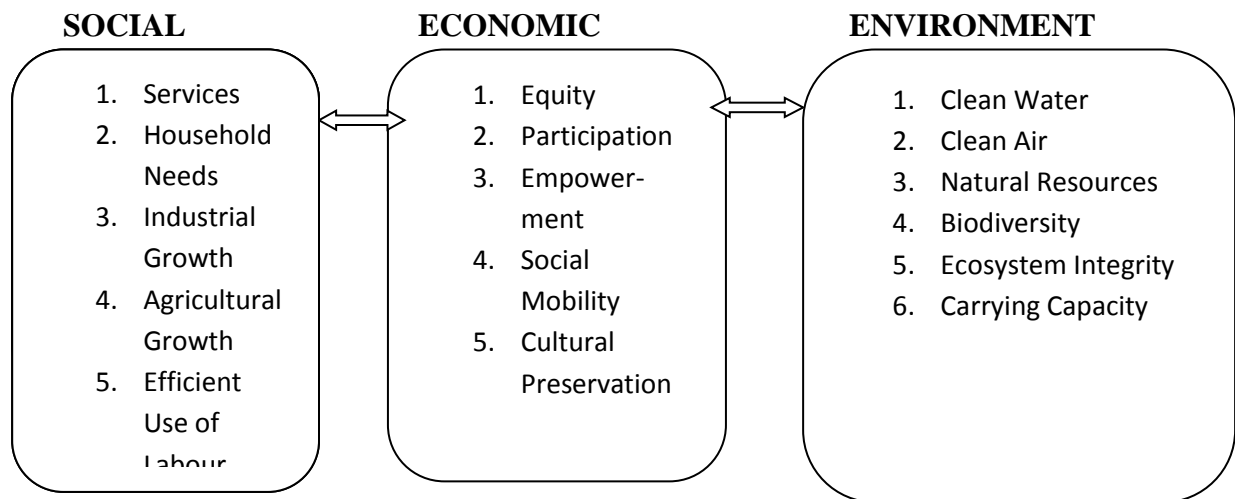 SOCIAL
1. Services
2. Household
Needs
3. Industrial
Growth
4. Agricultural
Growth
5. Efficient
Use of
Labour
ECONOMIC
1. Equity
2. Participation
3. Empower-
ment
4. Social
Mobility
5. Cultural
Preservation
ENVIRONMENT
1. Clean Water
2. Clean Air
3. Natural Resources
4. Biodiversity
5. Ecosystem Integrity
6. Carrying Capacity